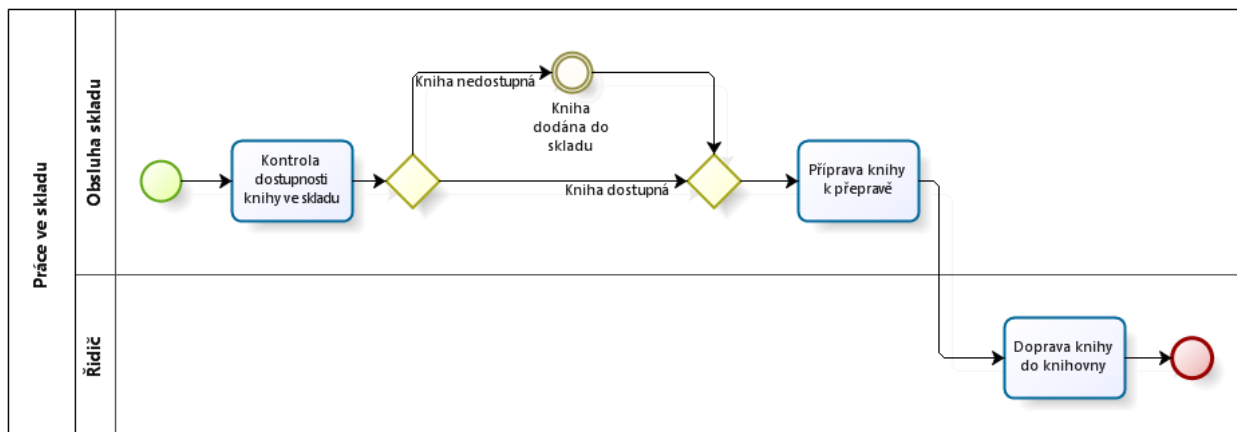 Práce ve skladu
Obsluha skladu
Kontrola
dostupnosti
knihy ve skladu
Kniha nedostupná
Kniha
dodána do
skladu
Kniha dostupná
Příprava knihy
k přepravě
Řidič
Doprava knihy
do knihovny